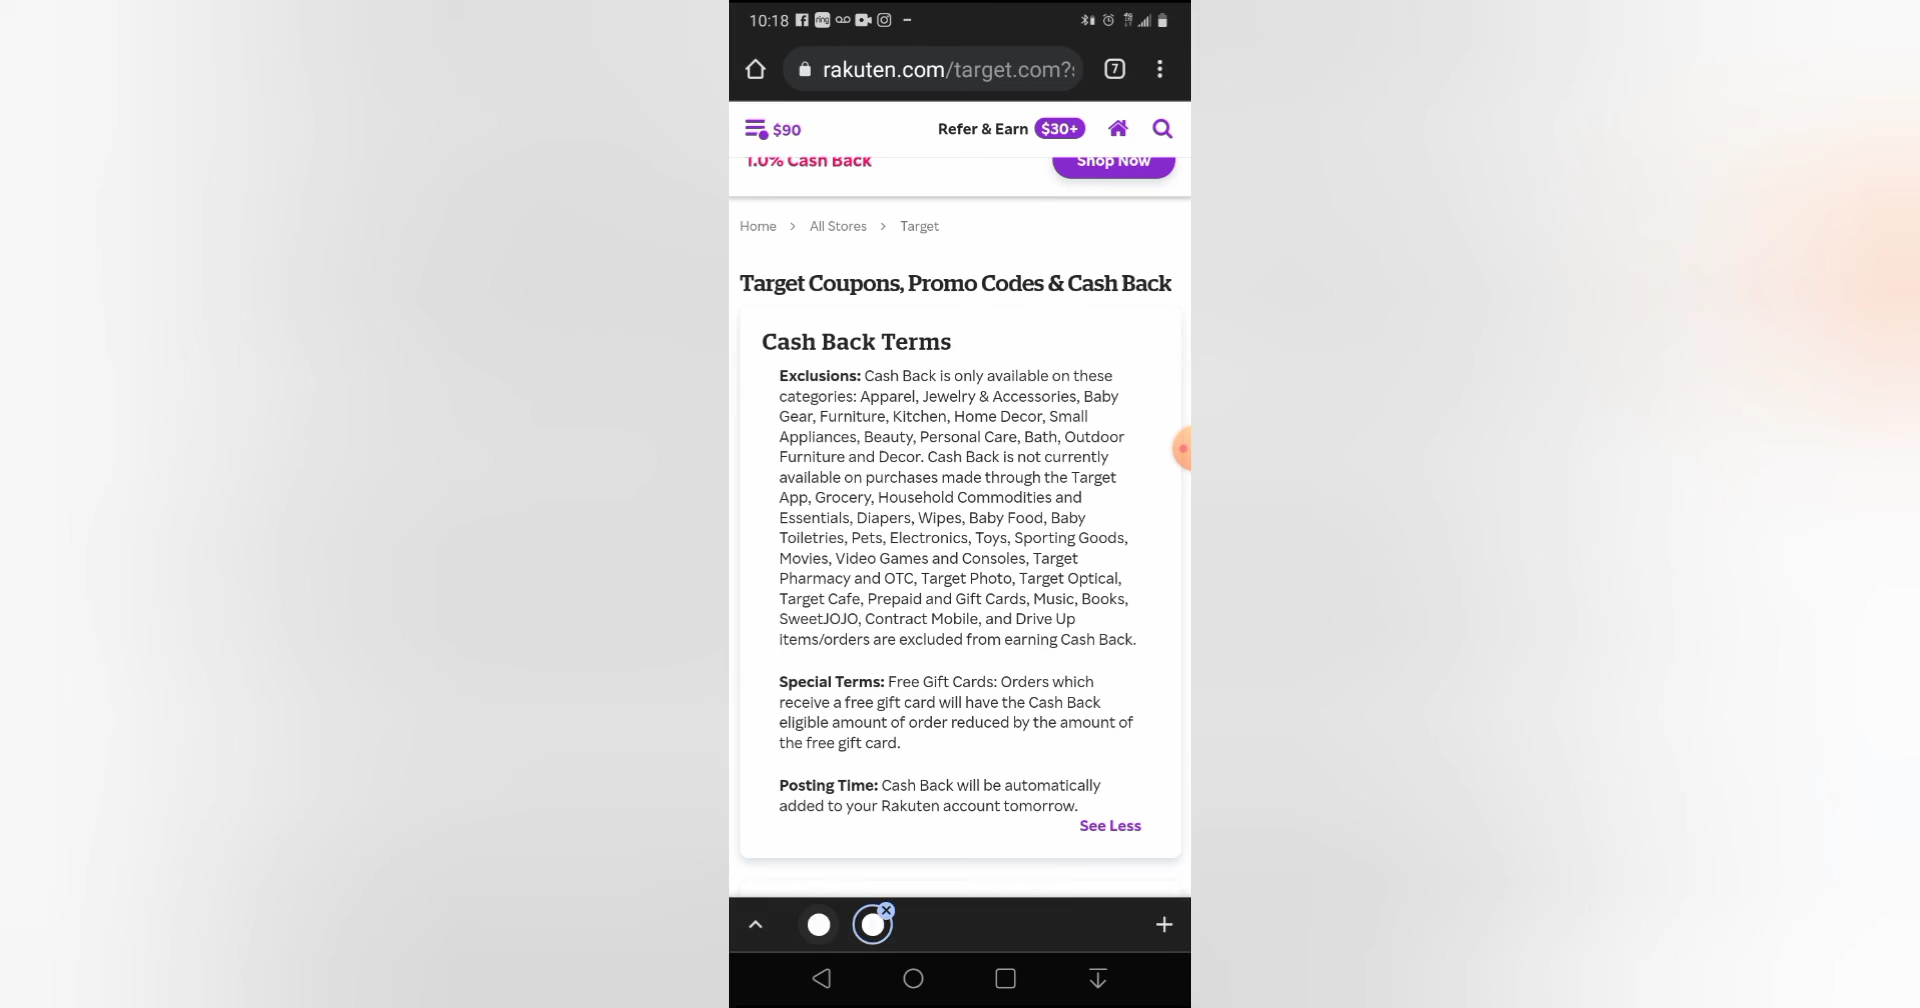 10:18
rakuten.com/target.com?
7
$90
Refer & Earn $30+
1.0% Cash Back
Shop Now
Home > All Stores > Target
Target Coupons, Promo Codes & Cash Back
Cash Back Terms
Exclusions: Cash Back is only available on these
categories: Apparel, Jewelry & Accessories, Baby
Gear, Furniture, Kitchen, Home Decor, Small
Appliances, Beauty, Personal Care, Bath, Outdoor
Furniture and Decor. Cash Back is not currently
available on purchases made through the Target
App, Grocery, Household Commodities and
Essentials, Diapers, Wipes, Baby Food, Baby
Toiletries, Pets, Electronics, Toys, Sporting Goods,
Movies, Video Games and Consoles, Target
Pharmacy and OTC, Target Photo, Target Optical,
Target Cafe, Prepaid and Gift Cards, Music, Books,
SweetJOJO, Contract Mobile, and Drive Up
items/orders are excluded from earning Cash Back.
Special Terms: Free Gift Cards: Orders which
receive a free gift card will have the Cash Back
eligible amount of order reduced by the amount of
the free gift card.
Posting Time: Cash Back will be automatically
added to your Rakuten account tomorrow.
See Less